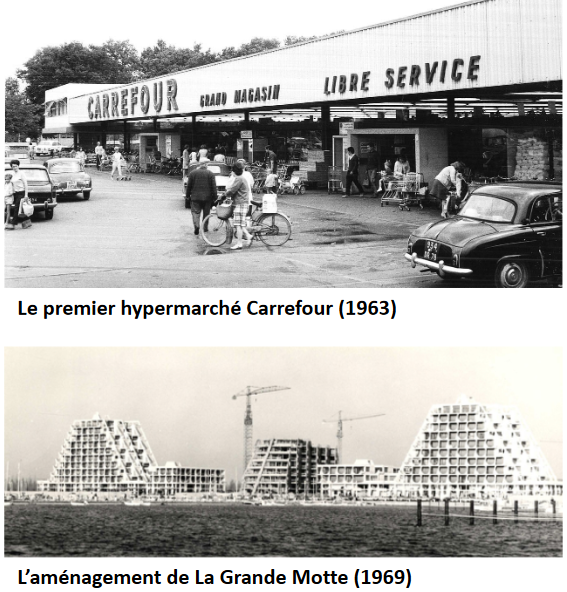 CARREFOUR GRAND MAGASIN LIBRE SERVICE
Le premier hypermarché Carrefour (1963)
L’aménagement de La Grande Motte (1969)